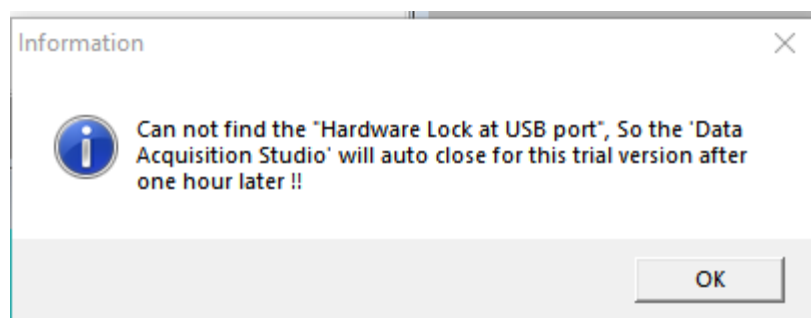 Information
Can not find the "Hardware Lock at USB port", So the 'Data
Acquisition Studio' will auto close for this trial version after
one hour later !!
OK